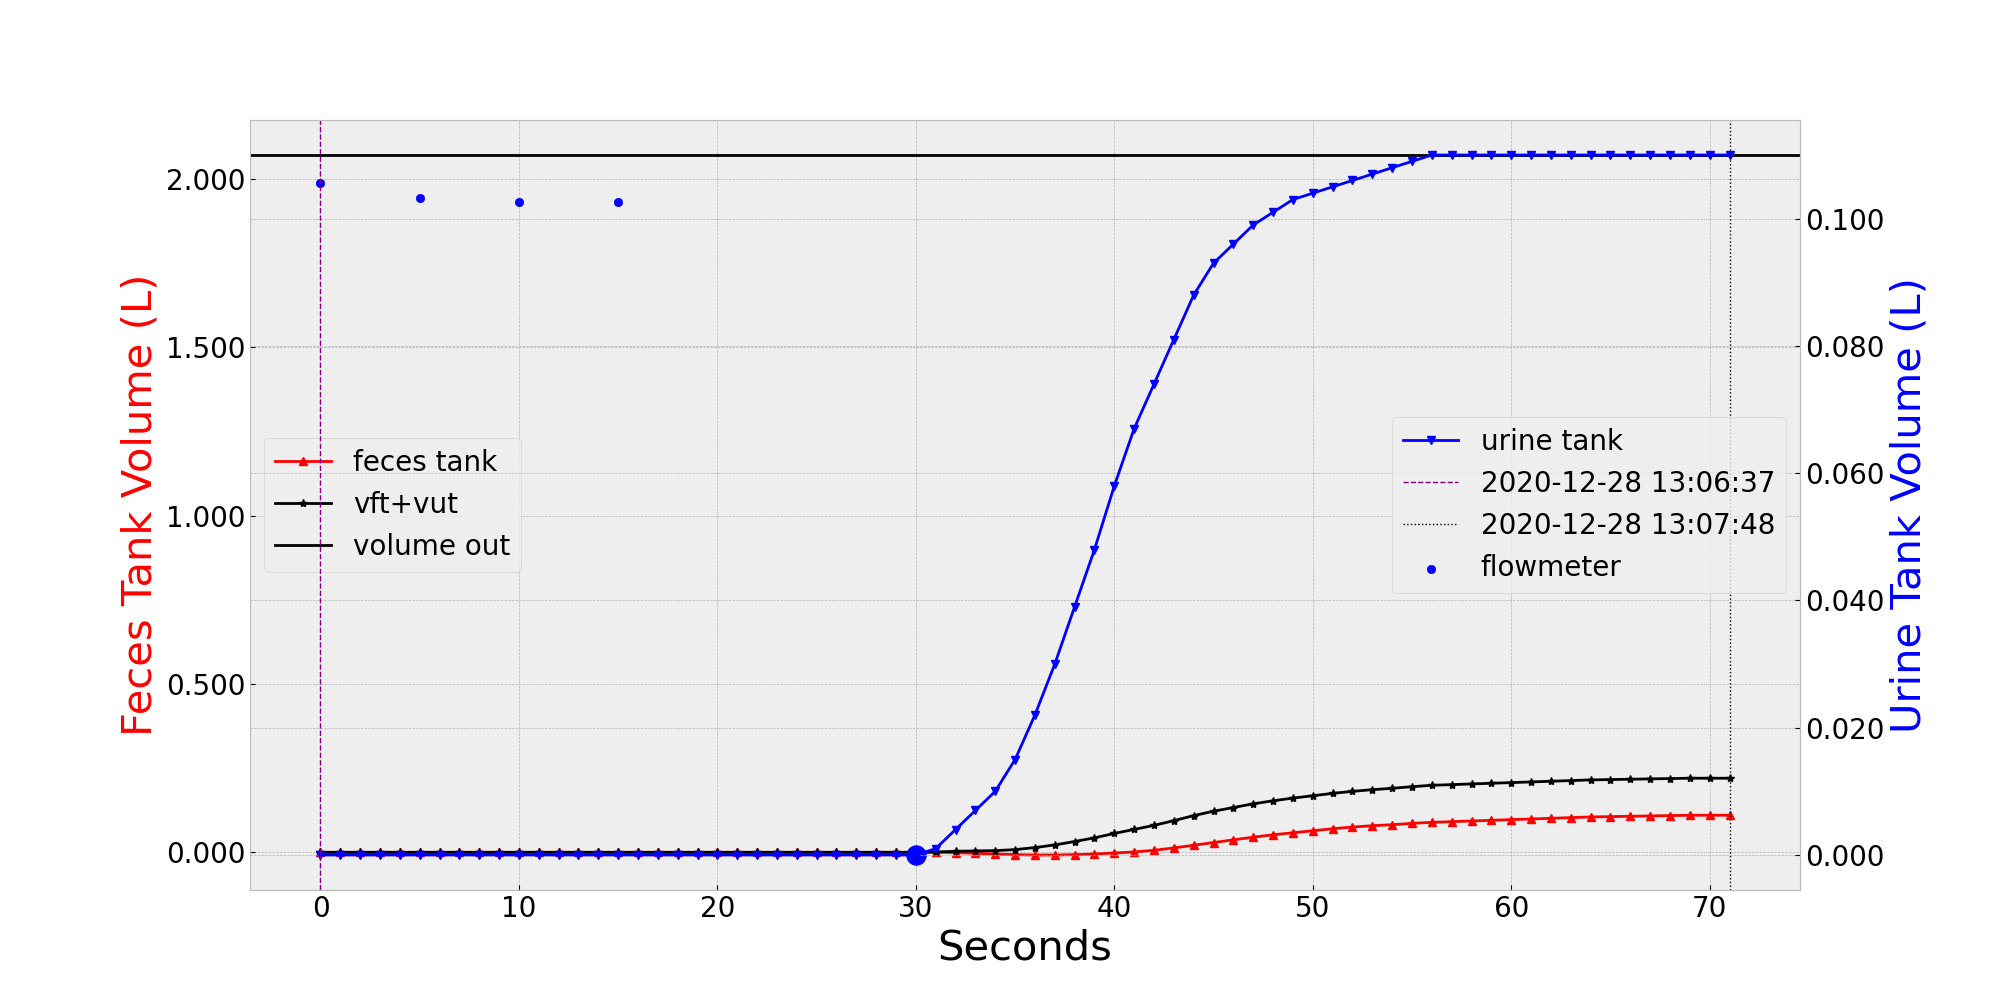 2.000
1.500
1.000
0.500
0.000
Feces Tank Volume (L)
feces tank
vft+vut
volume out
urine tank
2020-12-28 13:06:37
2020-12-28 13:07:48
flowmeter
0.100
0.080
0.060
0.040
0.020
0.000
Urine Tank Volume (L)
0 10 20 30 40 50 60 70
Seconds